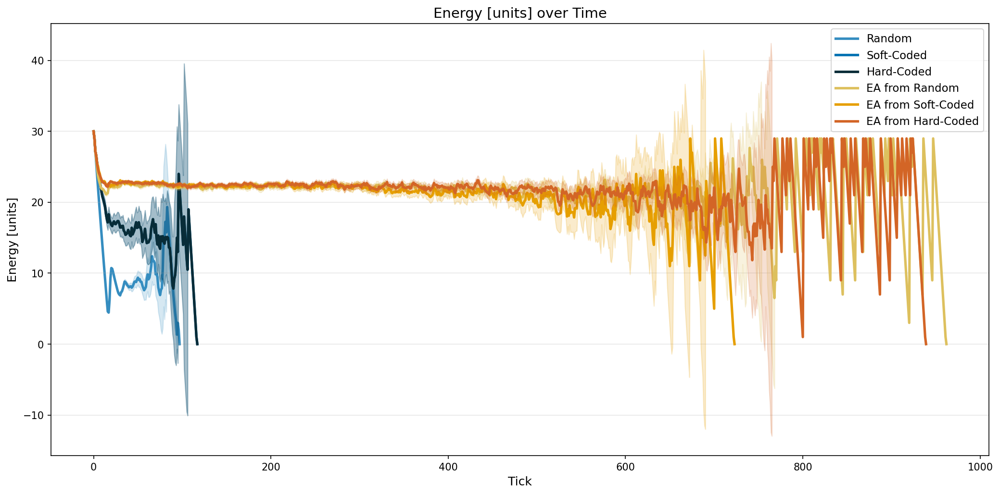 Energy [units] over Time
Random
Soft-Coded
Hard-Coded
EA from Random
EA from Soft-Coded
EA from Hard-Coded
Energy [units]
40
30
20
10
0
−10
0 200 400 600 800 1000
Tick